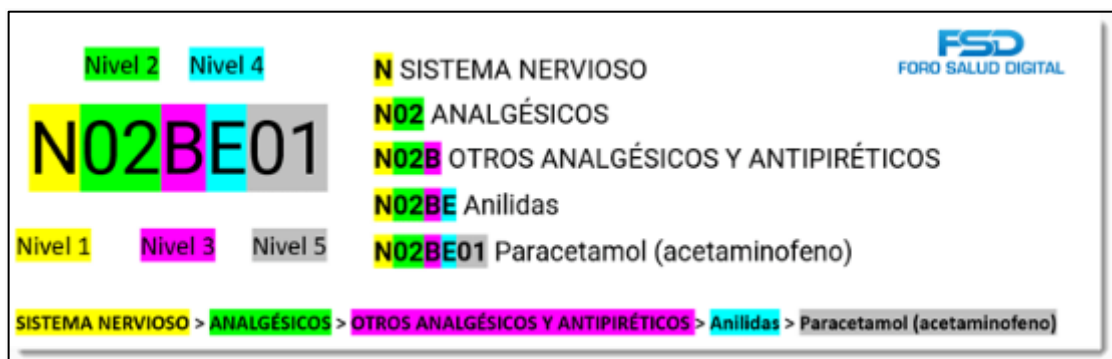 Nivel 2 Nivel 4
N02BE01
Nivel 1 Nivel 3 Nivel 5
N SISTEMA NERVIOSO
N02 ANALGÉSICOS
N02B OTROS ANALGÉSICOS Y ANTIPIRÉTICOS
N02BE Anilidas
N02BE01 Paracetamol (acetaminofeno)
FSD
FORO SALUD DIGITAL
SISTEMA NERVIOSO > ANALGÉSICOS > OTROS ANALGÉSICOS Y ANTIPIRÉTICOS > Anilidas > Paracetamol (acetaminofeno)